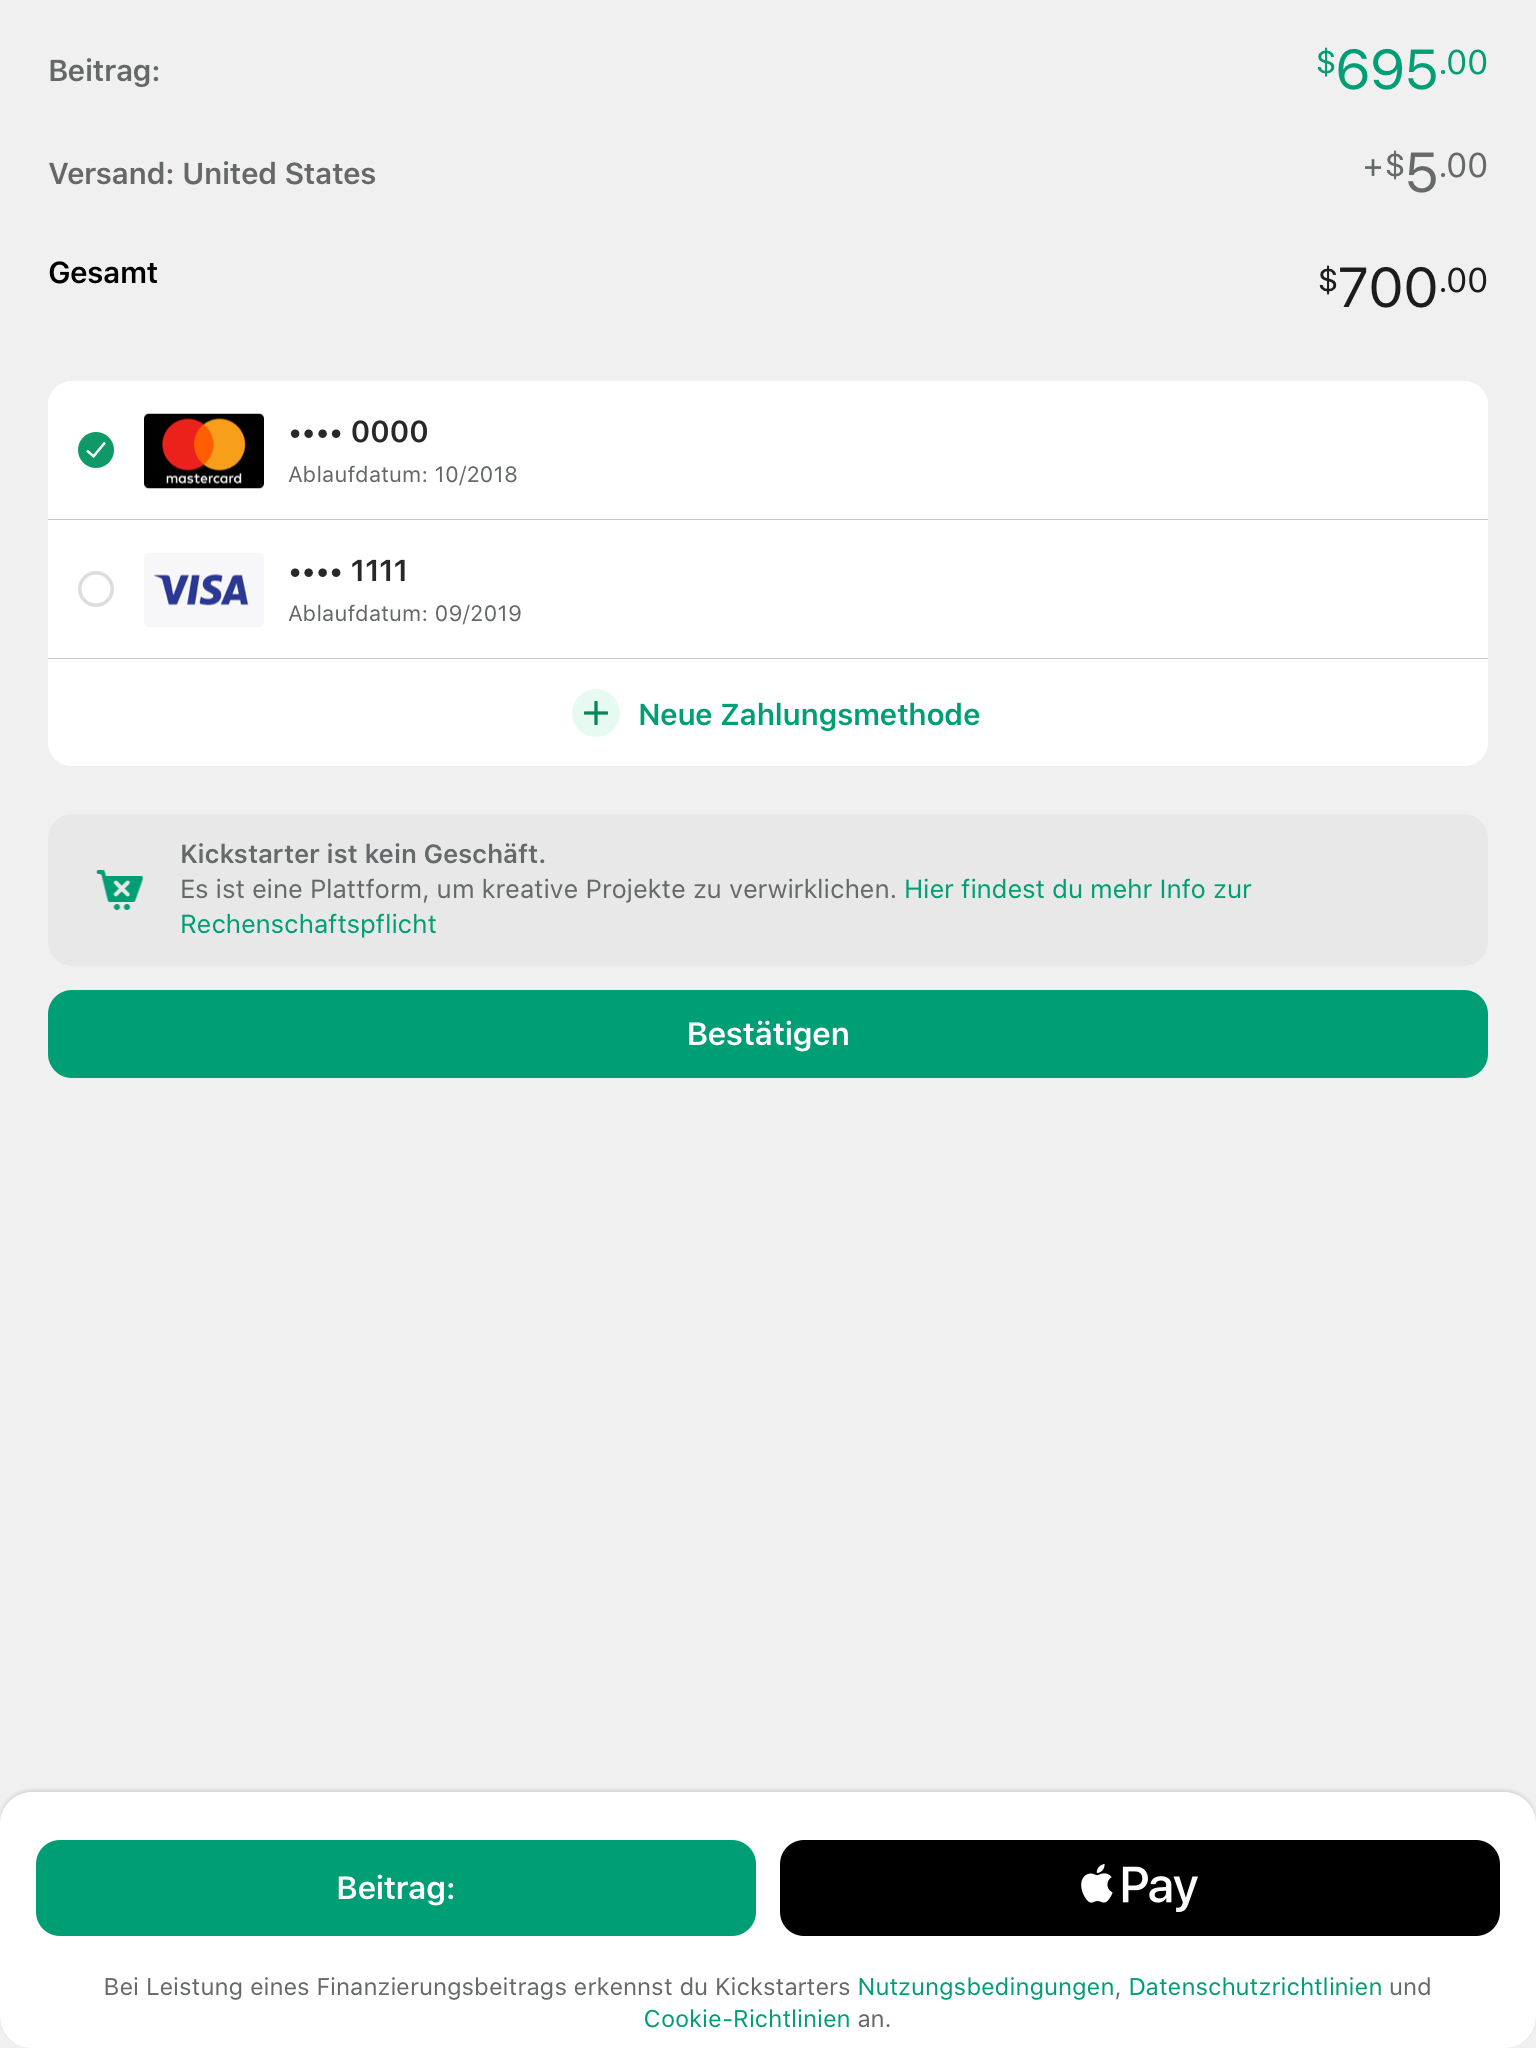 Beitrag:
$695.00
Versand: United States
+$5.00
Gesamt
$700.00
mastercard
•••• 0000
Ablaufdatum: 10/2018
VISA
•••• 1111
Ablaufdatum: 09/2019
Neue Zahlungsmethode
Kickstarter ist kein Geschäft.
Es ist eine Plattform, um kreative Projekte zu verwirklichen. Hier findest du mehr Info zur
Rechenschaftspflicht
Bestätigen
Beitrag:
Pay
Bei Leistung eines Finanzierungsbeitrags erkennst du Kickstarters Nutzungsbedingungen, Datenschutzrichtlinien und
Cookie-Richtlinien an.